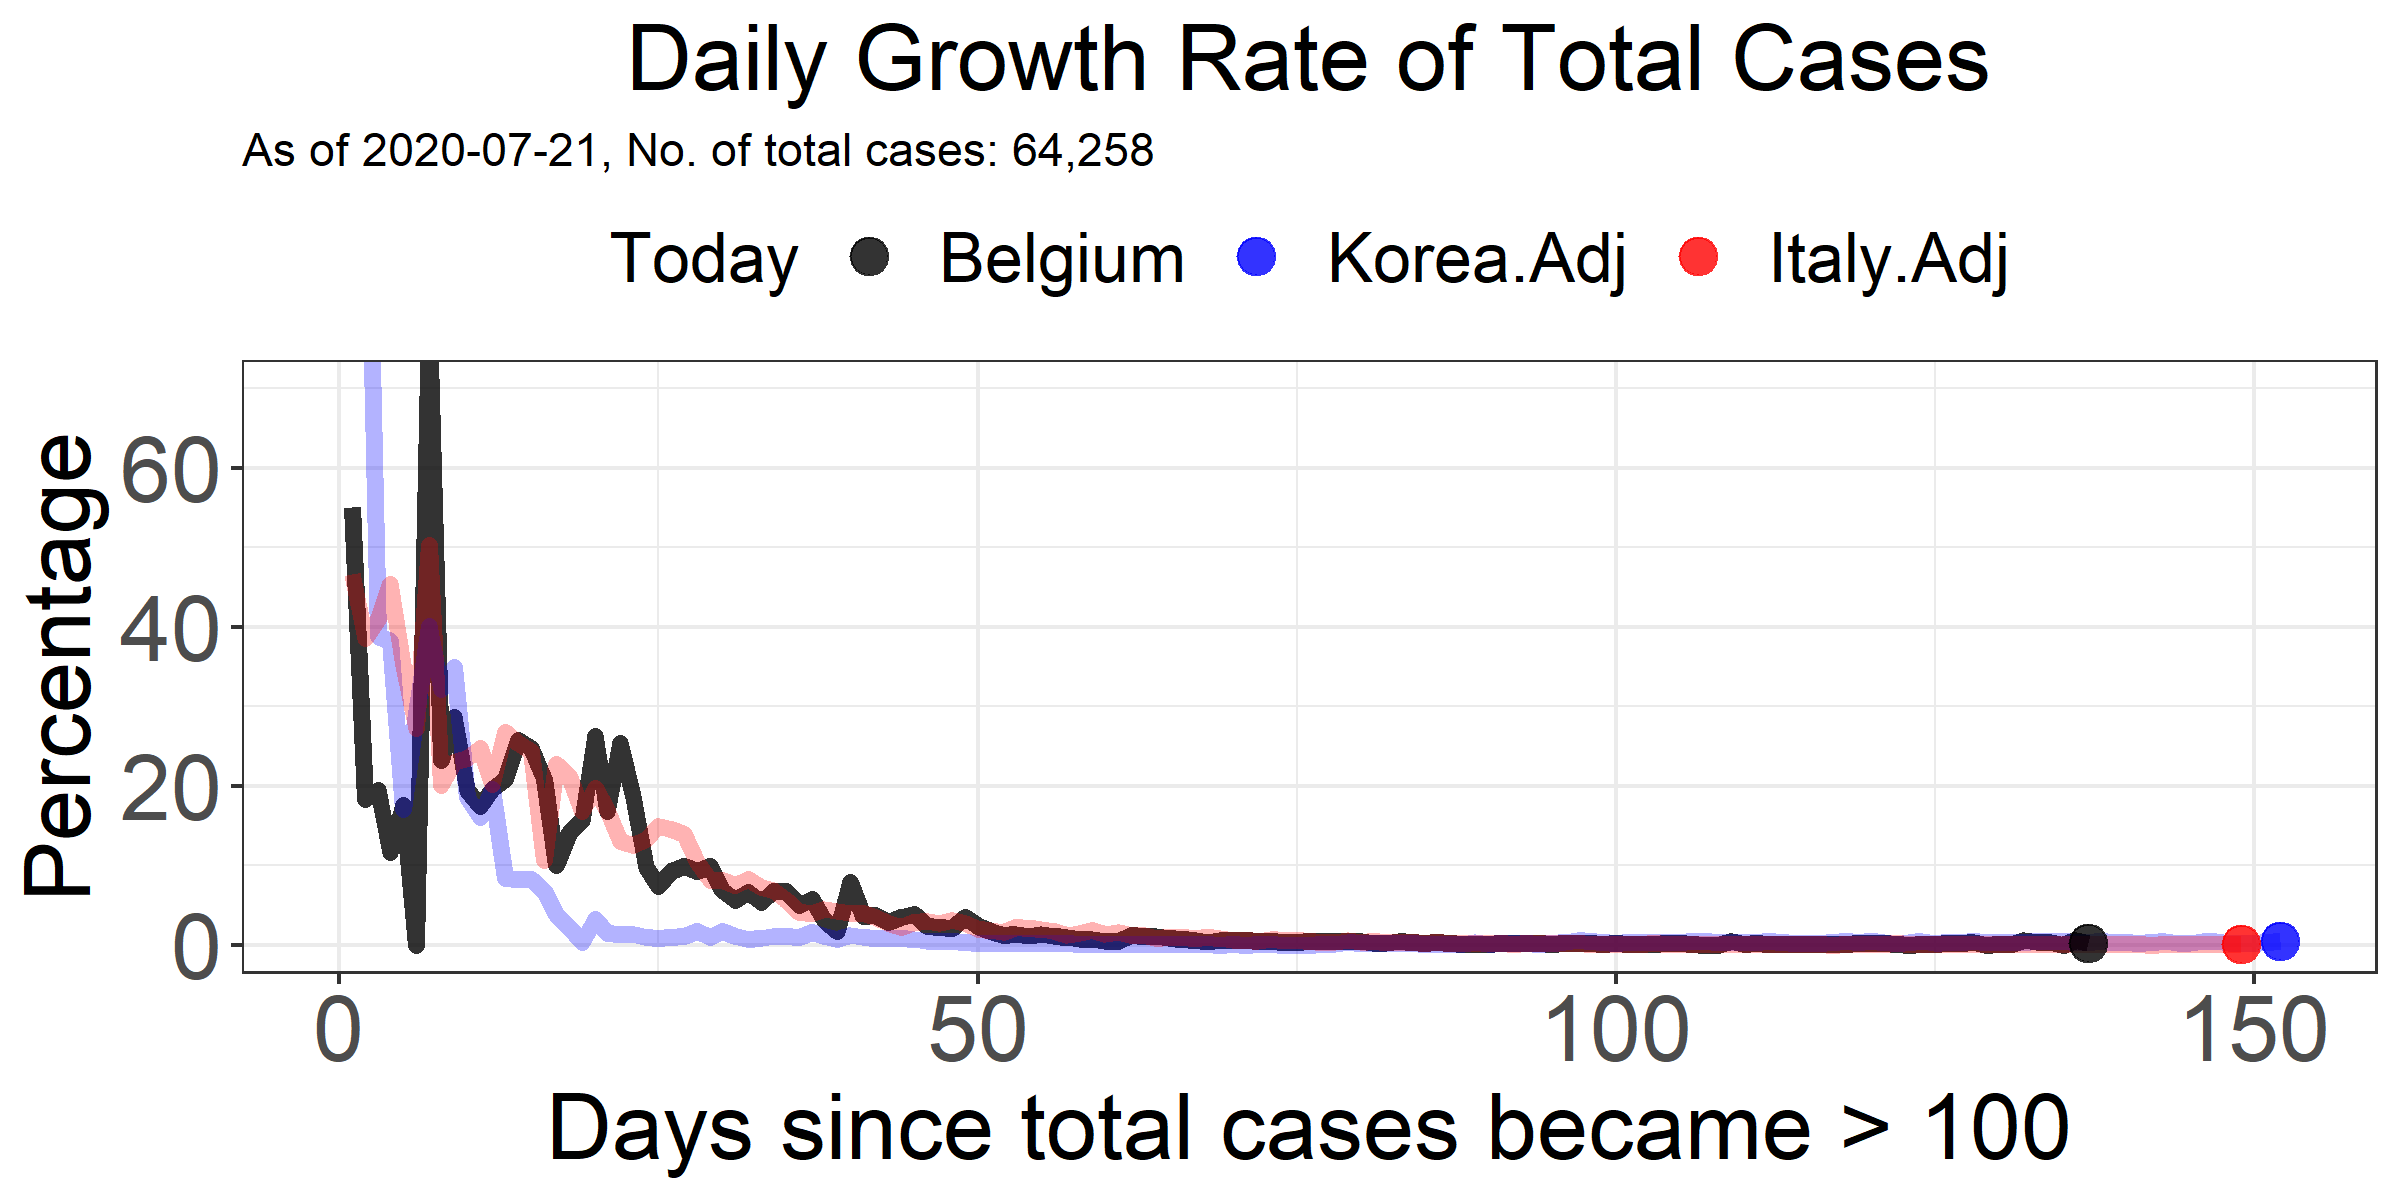 Daily Growth Rate of Total Cases
As of 2020-07-21, No. of total cases: 64,258
Today Belgium Korea.Adj Italy.Adj
Percentage
60
40
20
0
0 50 100 150
Days since total cases became > 100